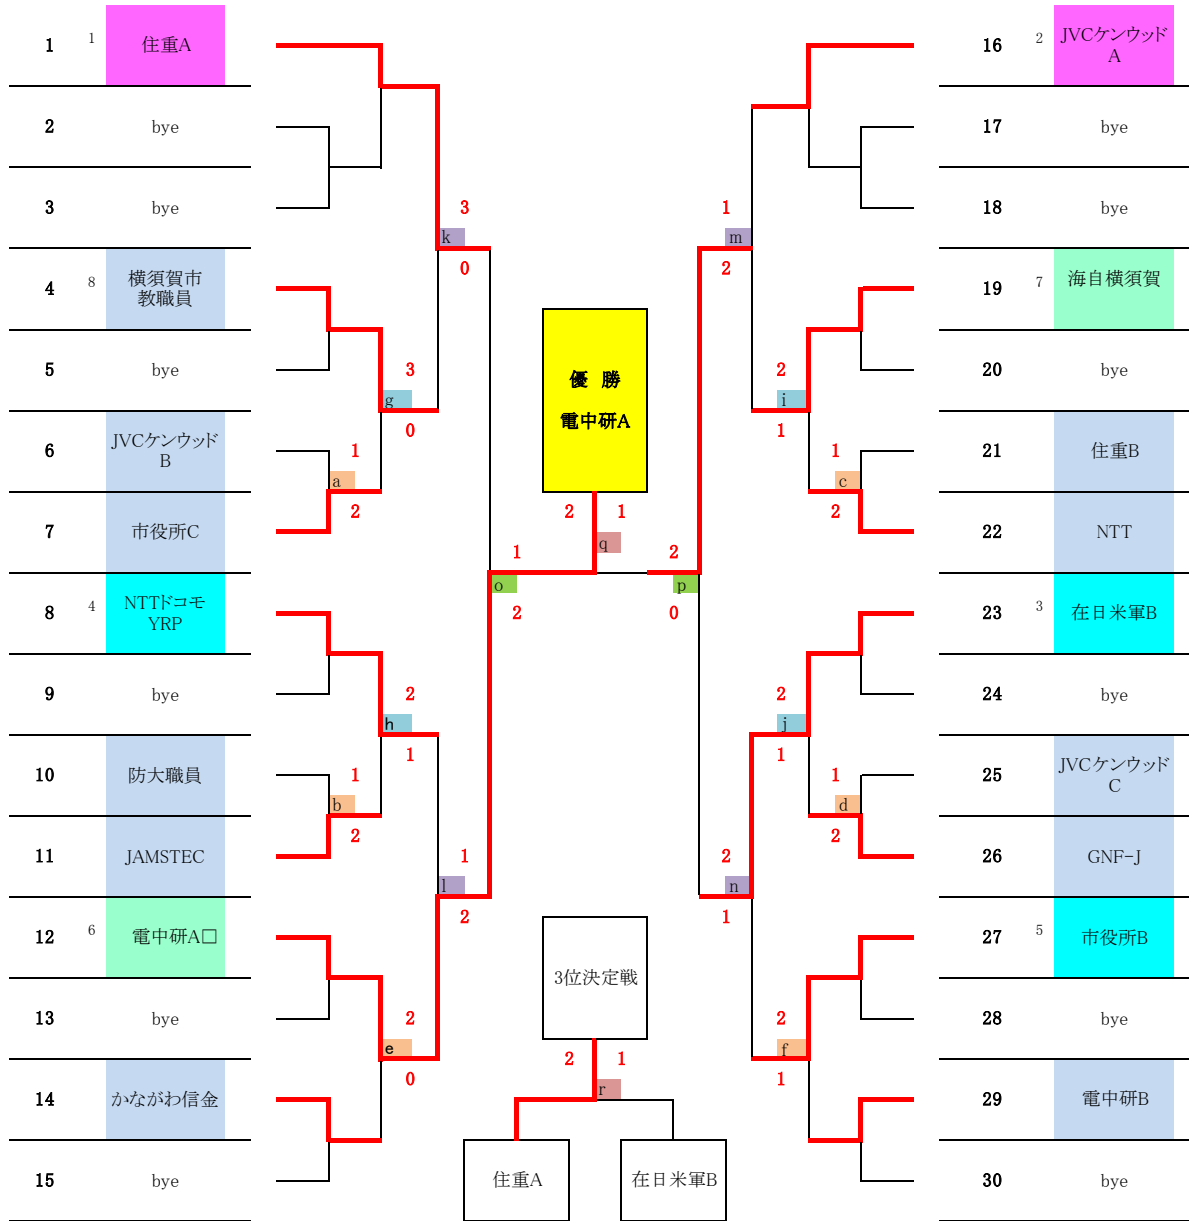 1 1 住重A
2 bye
3 bye
4 8 横須賀市
教職員
5 bye
6 JVCケンウッド
B
7 市役所C
8 4 NTTドコモ
YRP
9 bye
10 防大職員
11 JAMSTEC
12 6 電中研A□
13 bye
14 かながわ信金
15 bye
3
k
0
3
g
0
1
a
2
2
h
1
1
b
2
1
l
2
2
e
0
1
o
2
優 勝
電中研A
2 1
q
3位決定戦
2 1
r
住重A
在日米軍B
2
p
0
1
m
2
2
i
1
1
c
2
2
j
1
1
d
2
2
n
1
2
f
1
16 2 JVCケンウッド
A
17 bye
18 bye
19 7 海自横須賀
20 bye
21 住重B
22 NTT
23 3 在日米軍B
24 bye
25 JVCケンウッド
C
26 GNF-J
27 5 市役所B
28 bye
29 電中研B
30 bye